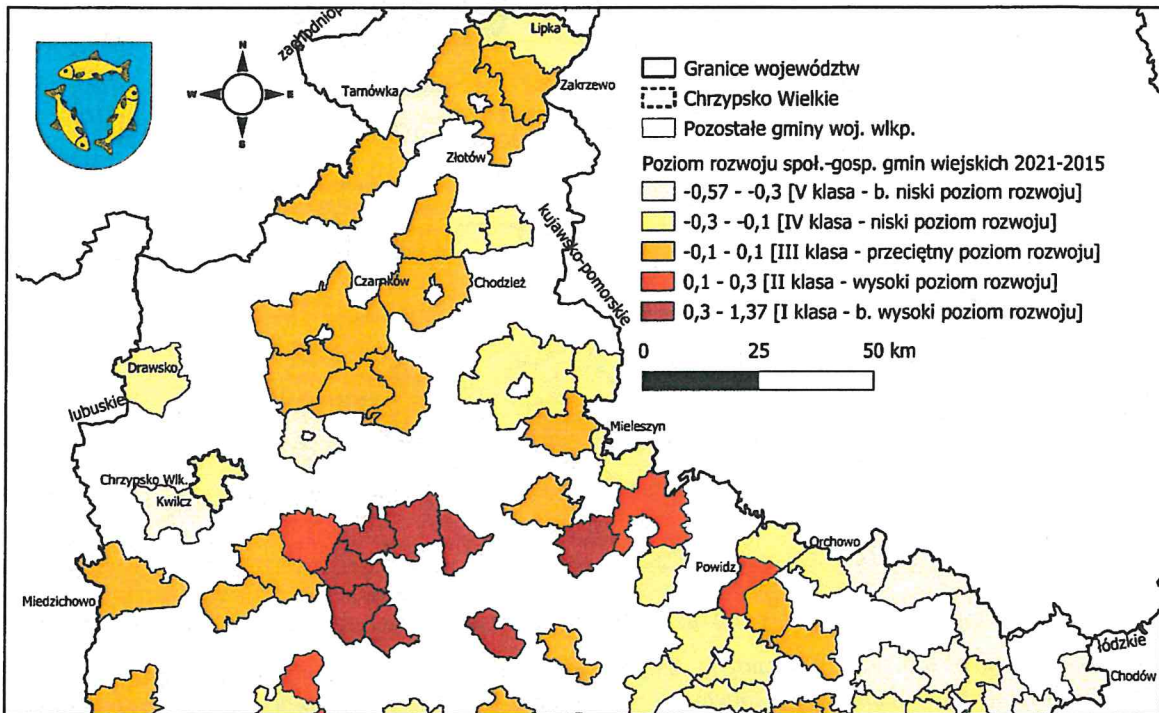 zachodniop
Lipka
N
W
E
S
Tarnówka
Zakrzewo
Złotów
Granice województw
Chrzypsko Wielkie
Pozostałe gminy woj. wlkp.
Poziom rozwoju społ.-gosp. gmin wiejskich 2021-2015
-0,57 - -0,3 [V klasa - b. niski poziom rozwoju]
-0,3 - -0,1 [IV klasa - niski poziom rozwoju]
-0,1 - 0,1 [III klasa - przeciętny poziom rozwoju]
0,1 - 0,3 [II klasa - wysoki poziom rozwoju]
0,3 - 1,37 [I klasa - b. wysoki poziom rozwoju]
0 25 50 km
kujawsko-pomorskie
Czarnków
Chodzież
Drawsko
lubuskie
Mieleszyn
Chrzypsko Wlk.
Kwilcz
Miedzichowo
Powidz
Orchowo
łódzkie
Chodów